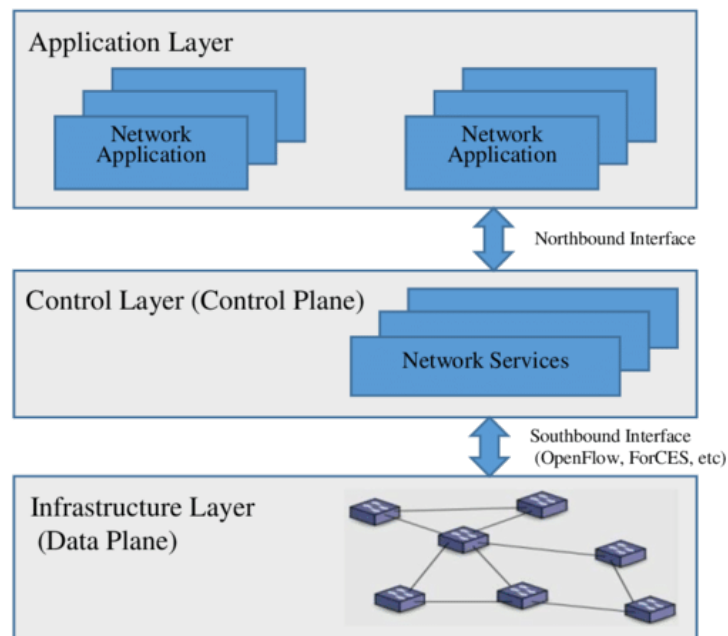 Application Layer
Network
Application
Network
Application
Northbound Interface
Control Layer (Control Plane)
Network Services
Southbound Interface
(OpenFlow, ForCES, etc)
Infrastructure Layer
(Data Plane)